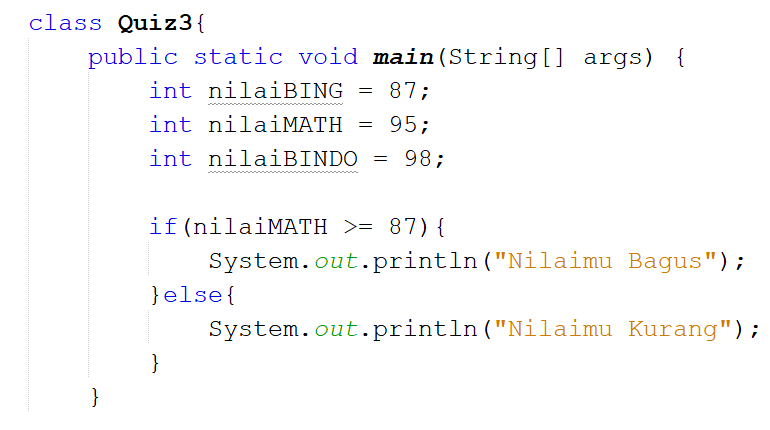 class Quiz3{
    public static void main(String[] args) {
        int nilaiBING = 87;
        int nilaiMATH = 95;
        int nilaiBINDO = 98;

        if(nilaiMATH >= 87){
            System.out.println("Nilaimu Bagus");
        }else{
            System.out.println("Nilaimu Kurang");
        }
    }